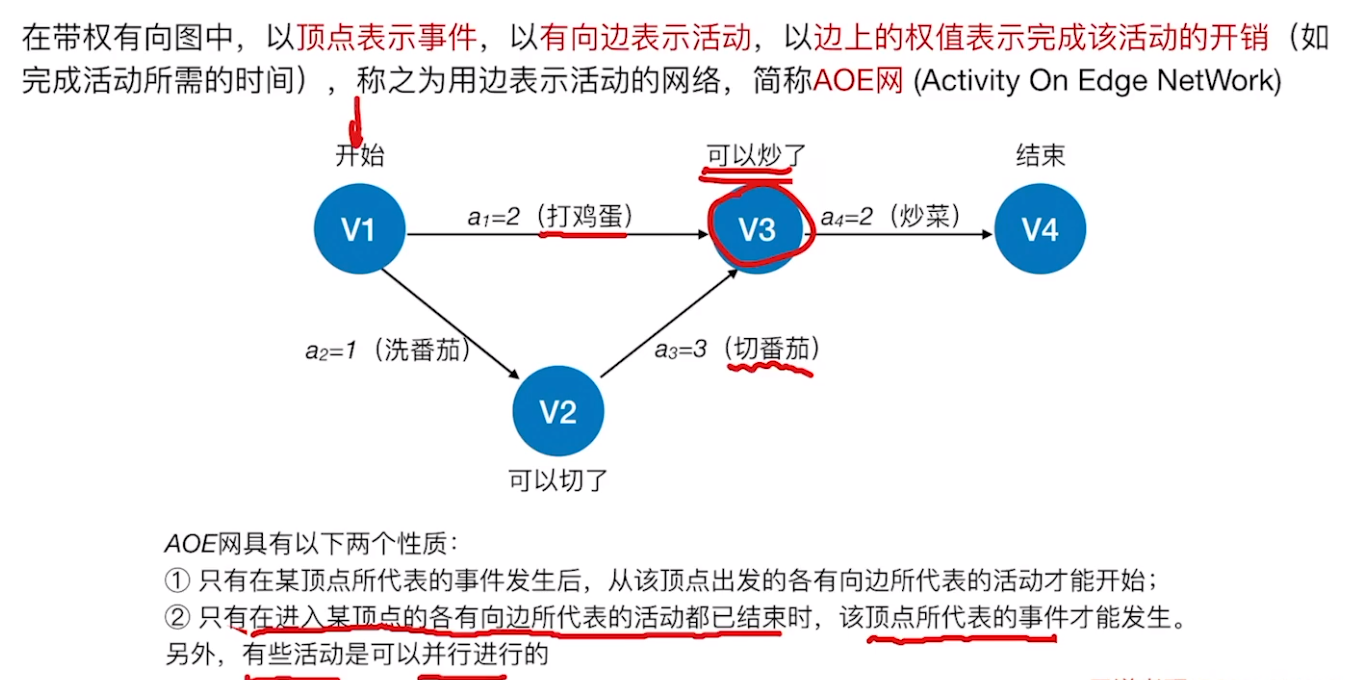 在带权有向图中，以顶点表示事件，以有向边表示活动，以边上的权值表示完成该活动的开销（如
完成活动所需的时间），称之为用边表示活动的网络，简称AOE网 (Activity On Edge NetWork)
开始
可以炒了
结束
V1
a1=2（打鸡蛋）
V3
a4=2（炒菜）
V4
a2=1（洗番茄）
a3=3（切番茄）
V2
可以切了
AOE网具有以下两个性质：
① 只有在某顶点所代表的事件发生后，从该顶点出发的各有向边所代表的活动才能开始；
② 只有在进入某顶点的各有向边所代表的活动都已结束时，该顶点所代表的事件才能发生。
另外，有些活动是可以并行进行的